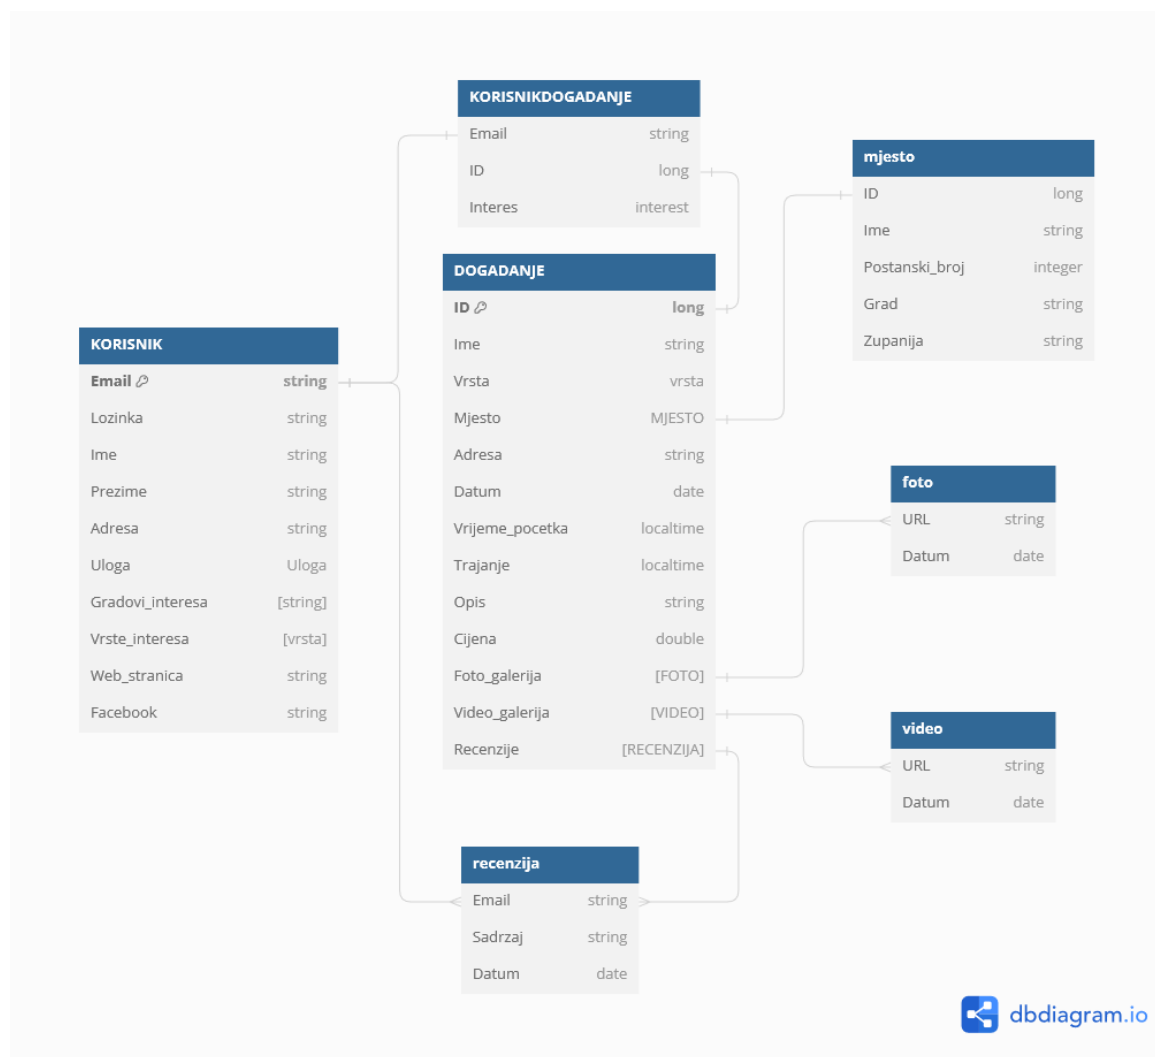 KORISNIKDOGADANJE
Email string
ID long
Interes interest
mjesto
ID long
Ime string
Postanski_broj integer
Grad string
Zupanija string
DOGADANJE
ID long
Ime string
Vrsta vrsta
Mjesto MJESTO
Adresa string
Datum date
Vrijeme_pocetka localtime
Trajanje localtime
Opis string
Cijena double
Foto_galerija [FOTO]
Video_galerija [VIDEO]
Recenzije [RECENZIJA]
KORISNIK
Email string
Lozinka string
Ime string
Prezime string
Adresa string
Uloga Uloga
Gradovi_interesa [string]
Vrste_interesa [vrsta]
Web_stranica string
Facebook string
foto
URL string
Datum date
video
URL string
Datum date
recenzija
Email string
Sadrzaj string
Datum date
dbdiagram.io